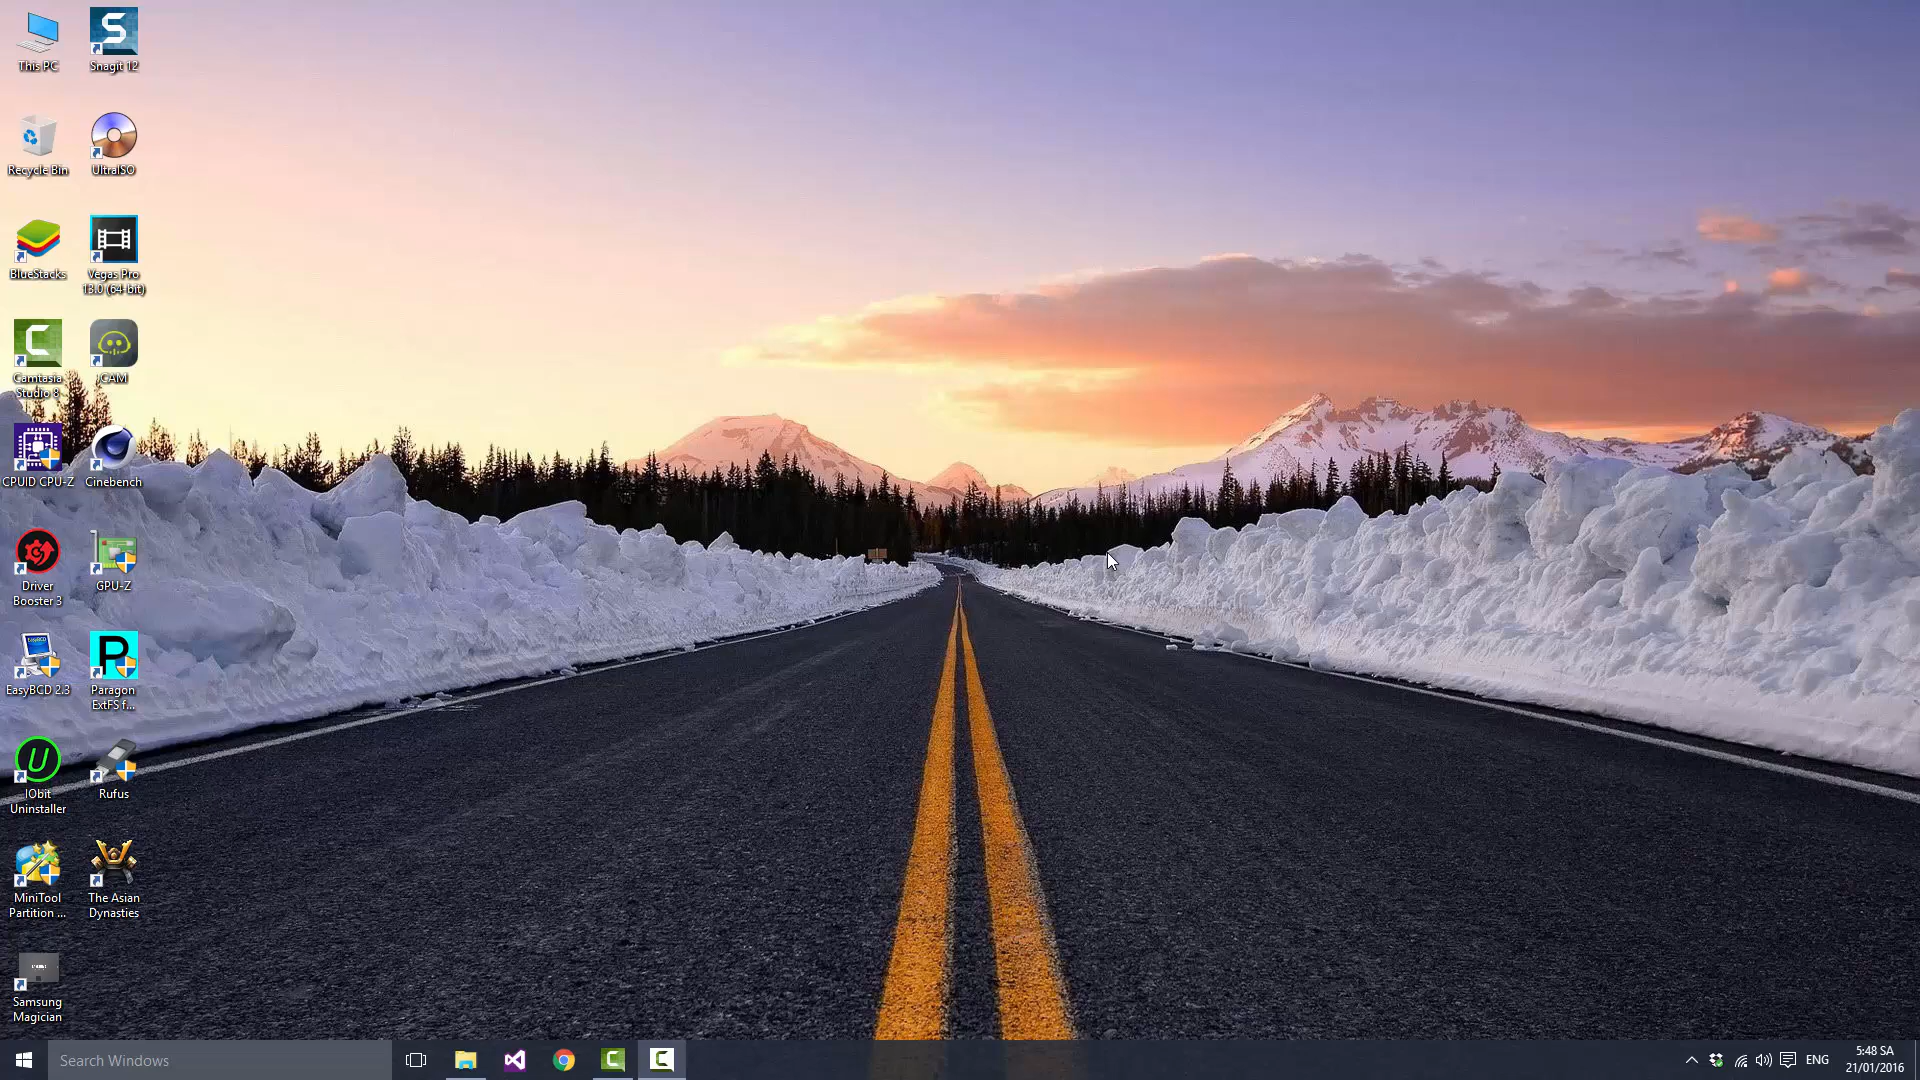 This PC
Snagit 12
Recycle Bin
UltraISO
BlueStacks
Vegas Pro
13.0 (64-bit)
Camtasia
Studio 8
iCAM
CPUID CPU-Z
Cinebench
Driver
Booster 3
GPU-Z
EasyBCD 2.3
Paragon
ExtFS f...
IObit
Uninstaller
Rufus
MiniTool
Partition ...
The Asian
Dynasties
Samsung
Magician
Search Windows
ENG
5:48 SA
21/01/2016